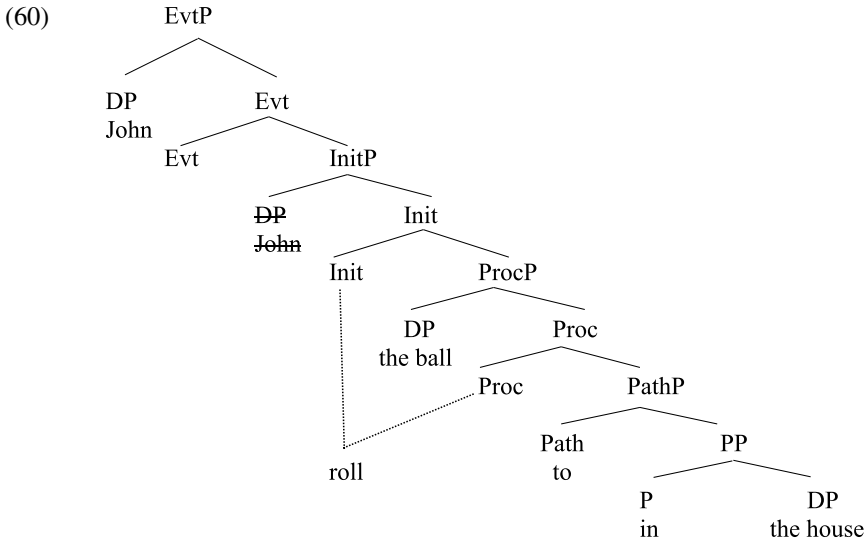 (60) EvtP
DP Evt
John
Evt InitP
DP Init
John
Init ProcP
DP Proc
the ball
Proc PathP
Path PP
roll to
P DP
in the house